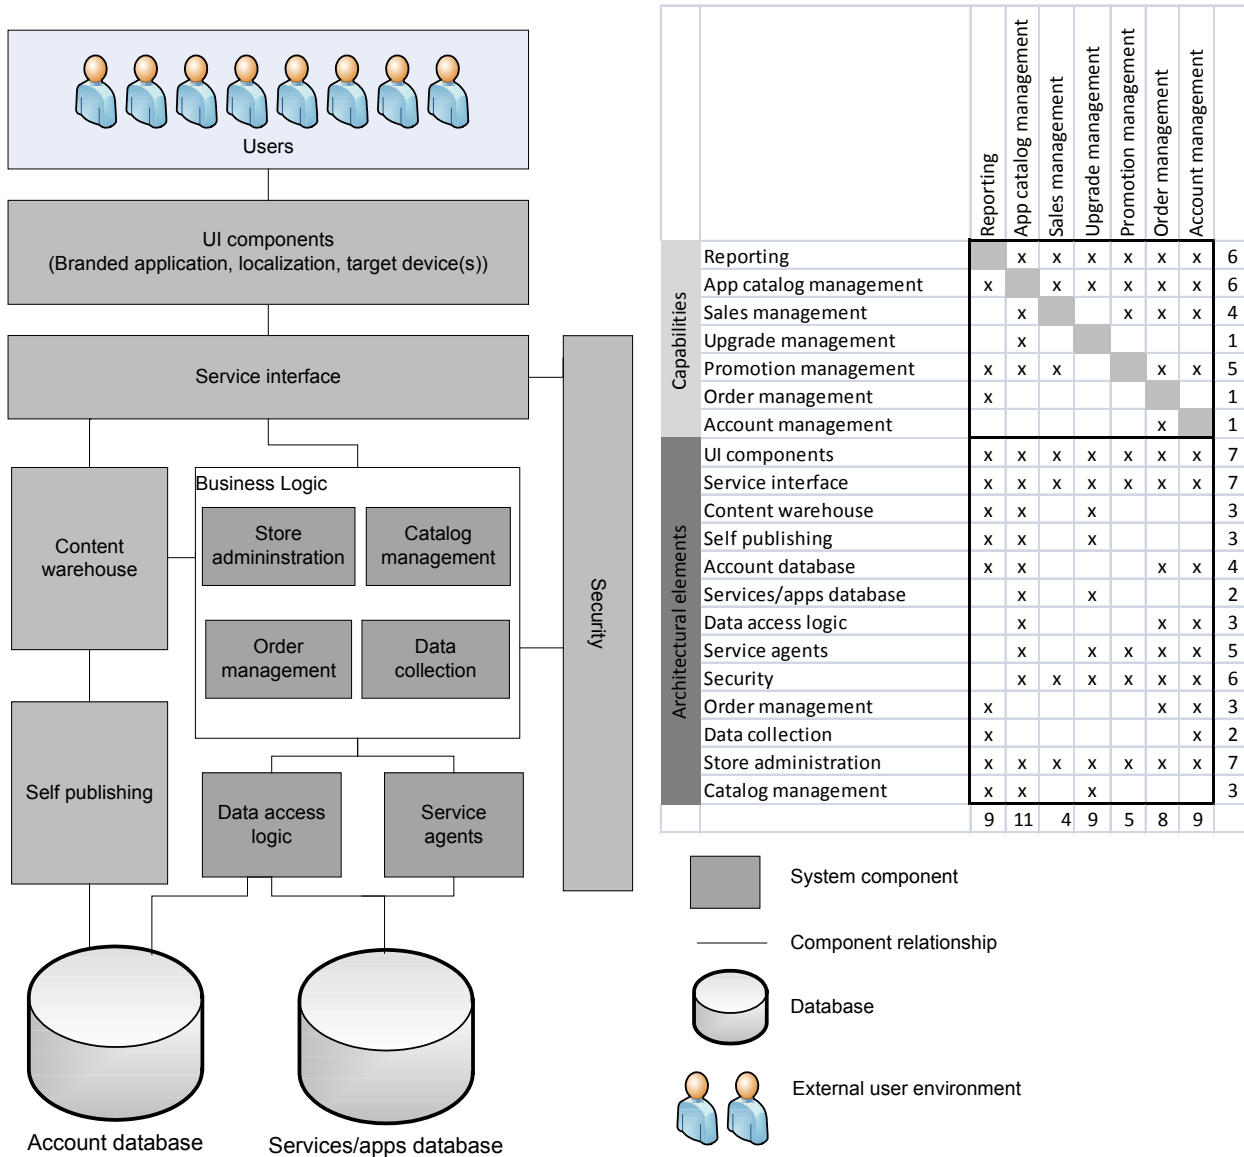 Users
UI components
(Branded application, localization, target device(s))
Service interface
Content
warehouse
Business Logic
Store
admininstration
Catalog
management
Order
management
Data
collection
Security
Self publishing
Data access
logic
Service
agents
Account database
Services/apps database
Reporting
App catalog management
Sales management
Upgrade management
Promotion management
Order management
Account management
Capabilities
Reporting x x x x x x 6
App catalog management x x x x x x 6
Sales management x x x x 4
Upgrade management x 1
Promotion management x x x x x 5
Order management x 1
Account management x 1
Architectural elements
UI components x x x x x x x 7
Service interface x x x x x x x 7
Content warehouse x x x 3
Self publishing x x x 3
Account database x x x x 4
Services/apps database x x 2
Data access logic x x x 3
Service agents x x x x x 5
Security x x x x x x 6
Order management x x x 3
Data collection x x 2
Store administration x x x x x x x 7
Catalog management x x x 3
9 11 4 9 5 8 9
System component
Component relationship
Database
External user environment